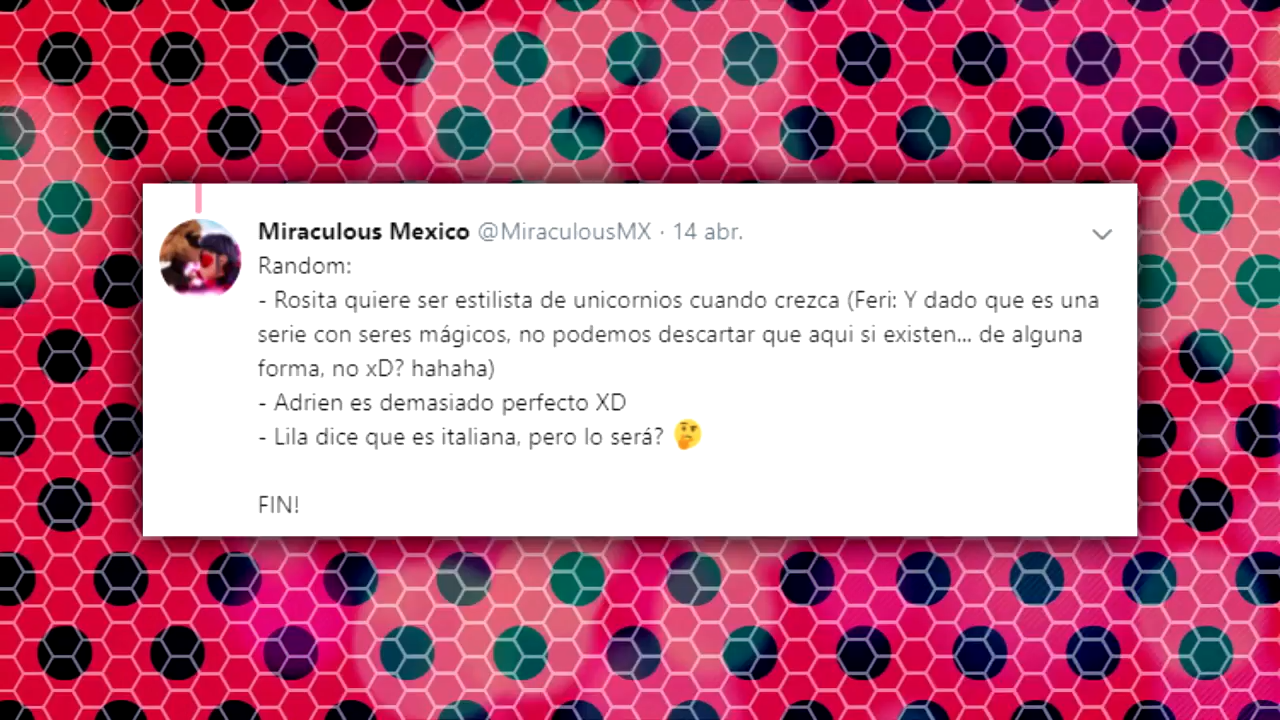 Miraculous Mexico @MiraculousMX · 14 abr.
Random:
- Rosita quiere ser estilista de unicornios cuando crezca (Feri: Y dado que es una
serie con seres mágicos, no podemos descartar que aqui si existen... de alguna
forma, no xD? hahaha)
- Adrien es demasiado perfecto XD
- Lila dice que es italiana, pero lo será? 🤔
FIN!